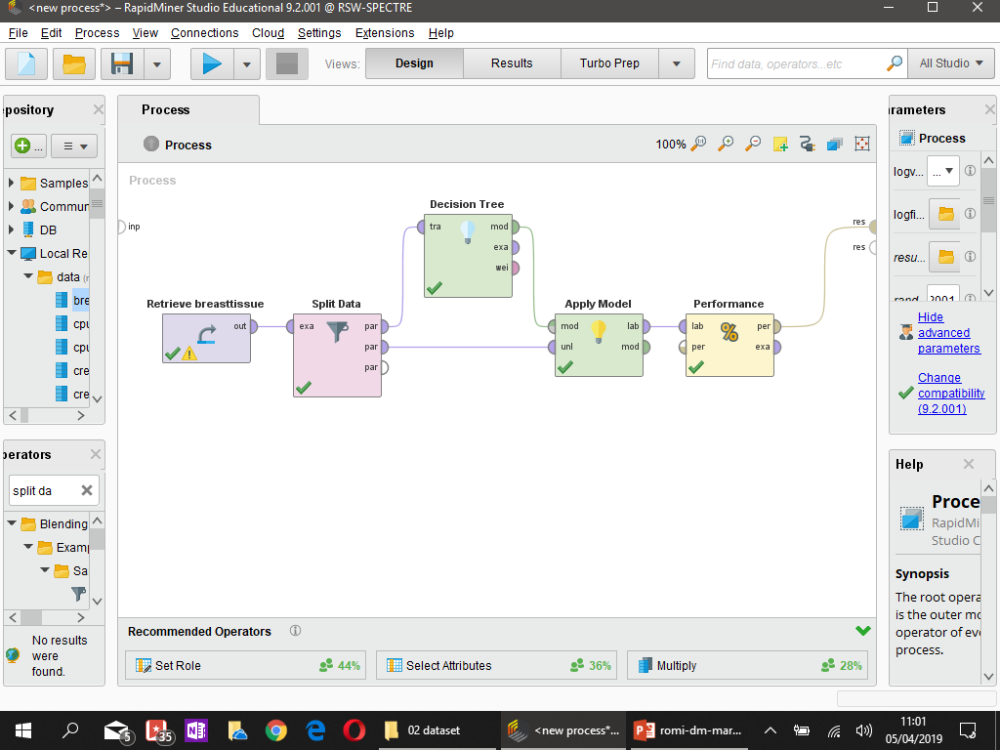 <new process*> – RapidMiner Studio Educational 9.2.001 @ RSW-SPECTRE
File Edit Process View Connections Cloud Settings Extensions Help
Views: Design Results Turbo Prep Find data, operators...etc All Studio
epository
...
Samples
Commun
DB
Local Re
data (r
bre
cpu
cpu
cre
cre
perators
split da
Blending
Exam
Sa
No results
were
found.
Process
Process
100%
Process
inp
Retrieve breasttissue
out
Split Data
exa par
par
par
Decision Tree
tra mod
exa
wei
Apply Model
mod lab
unl mod
Performance
lab per
per exa
res
res
Recommended Operators
Set Role 44%
Select Attributes 36%
Multiply 28%
arameters
Process
logv... ...
logfi...
resu...
rand 2001
Hide
advanced
parameters
Change
compatibility
(9.2.001)
Help
Proce
RapidMi
Studio C
Synopsis
The root opera
is the outer mo
operator of eve
process.
5
35
02 dataset
<new process*...
romi-dm-mar...
11:01
05/04/2019